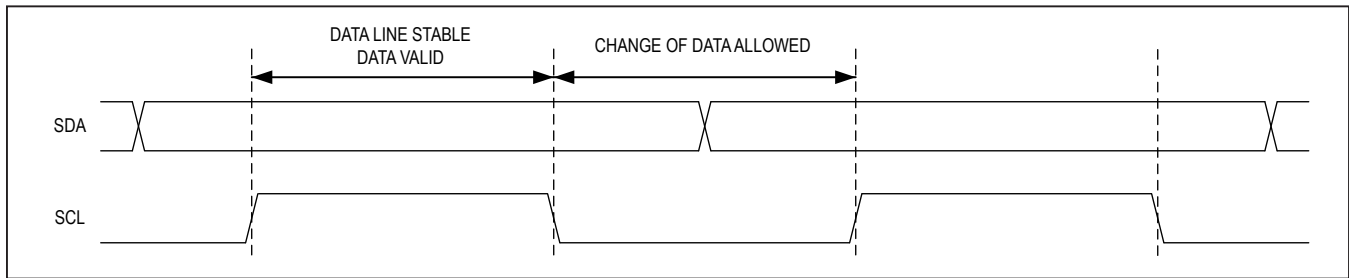 DATA LINE STABLE
DATA VALID
CHANGE OF DATA ALLOWED
SDA
SCL